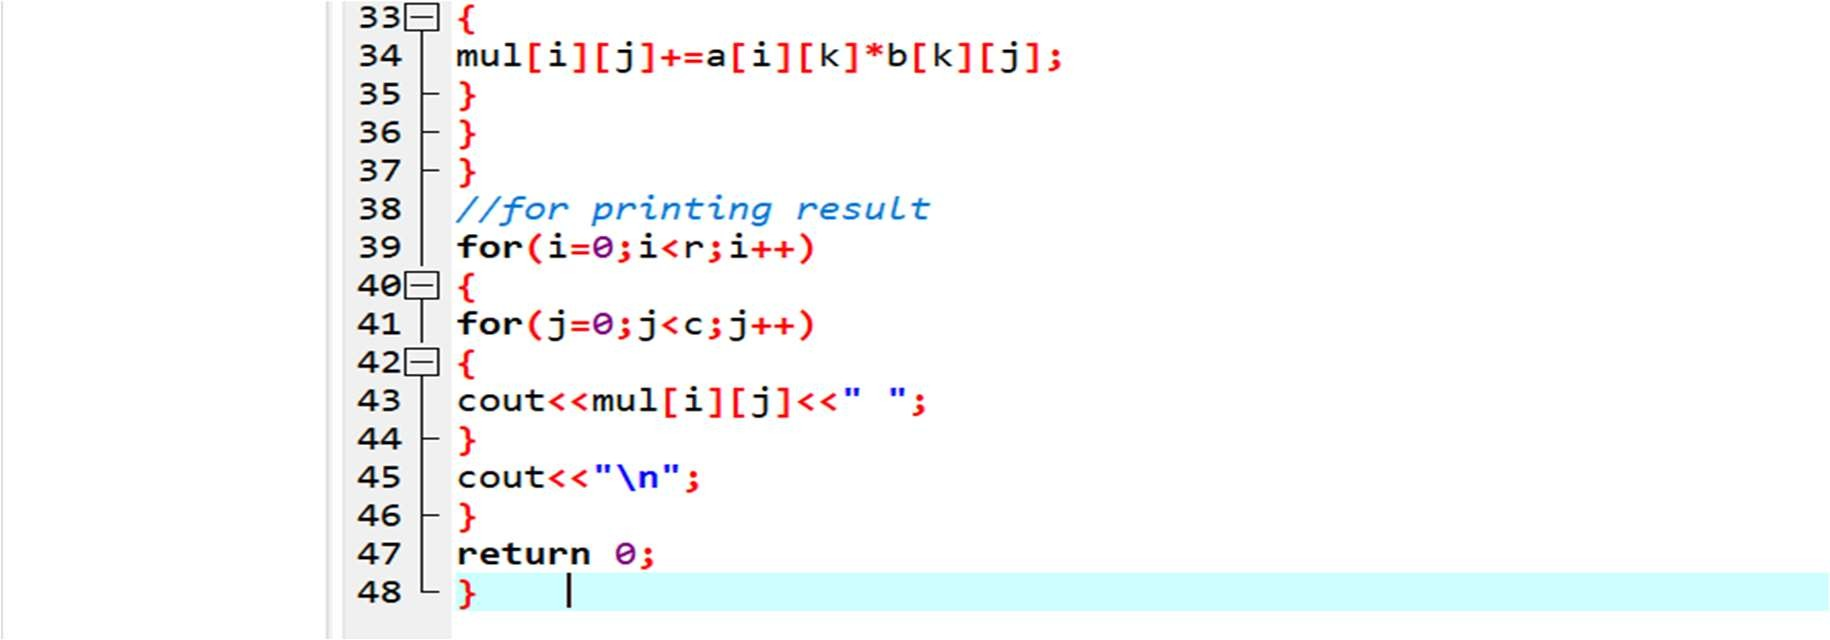 33 {
34 mul[i][j]+=a[i][k]*b[k][j];
35 }
36 }
37 }
38 //for printing result
39 for(i=0;i<r;i++)
40 {
41 for(j=0;j<c;j++)
42 {
43 cout<<mul[i][j]<<" ";
44 }
45 cout<<"\n";
46 }
47 return 0;
48 }